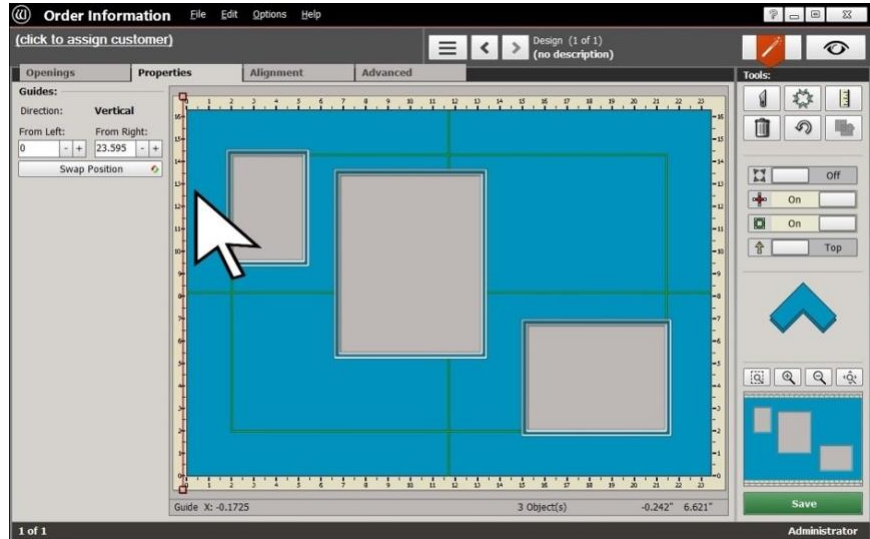 Order Information File Edit Options Help
(click to assign customer)
Design (1 of 1)
(no description)
Openings Properties Alignment Advanced
Tools:
Guides:
Direction: Vertical
From Left: From Right:
0 - + 23.595 - +
Swap Position
Off
On
On
Top
Guide X: -0.1725 3 Object(s) -0.242" 6.621"
Save
1 of 1 Administrator